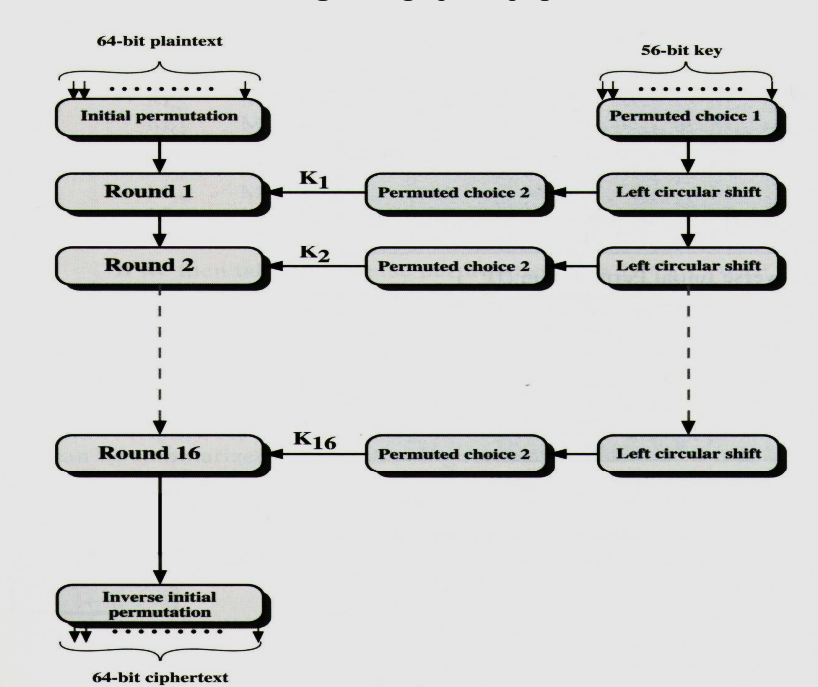 64-bit plaintext
56-bit key
Initial permutation
Permuted choice 1
Round 1
K1
Permuted choice 2
Left circular shift
Round 2
K2
Permuted choice 2
Left circular shift
Round 16
K16
Permuted choice 2
Left circular shift
Inverse initial
permutation
64-bit ciphertext